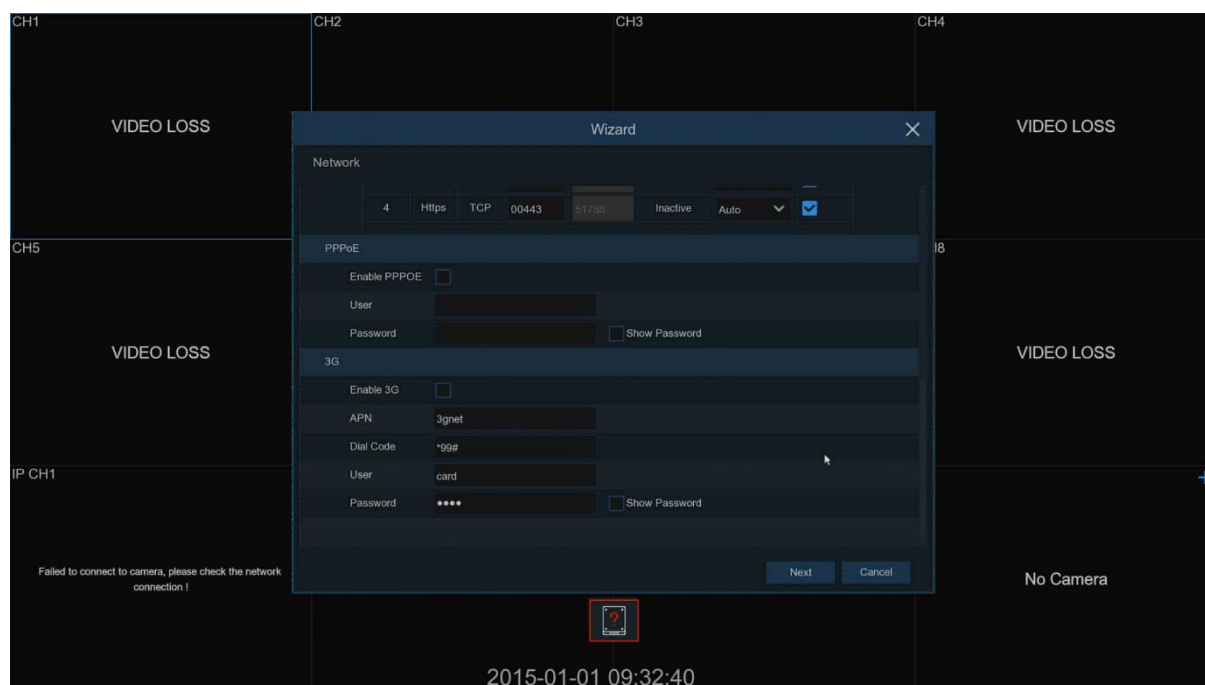 CH1
CH2
CH3
CH4
VIDEO LOSS
VIDEO LOSS
Wizard
Network
4 Https TCP 00443 51788 Inactive Auto
CH5
PPPoE
Enable PPPOE
User
Password Show Password
VIDEO LOSS
VIDEO LOSS
3G
Enable 3G
APN 3gnet
Dial Code *99#
User card
Password •••• Show Password
IP CH1
Failed to connect to camera, please check the network
connection !
Next Cancel
No Camera
?
2015-01-01 09:32:40